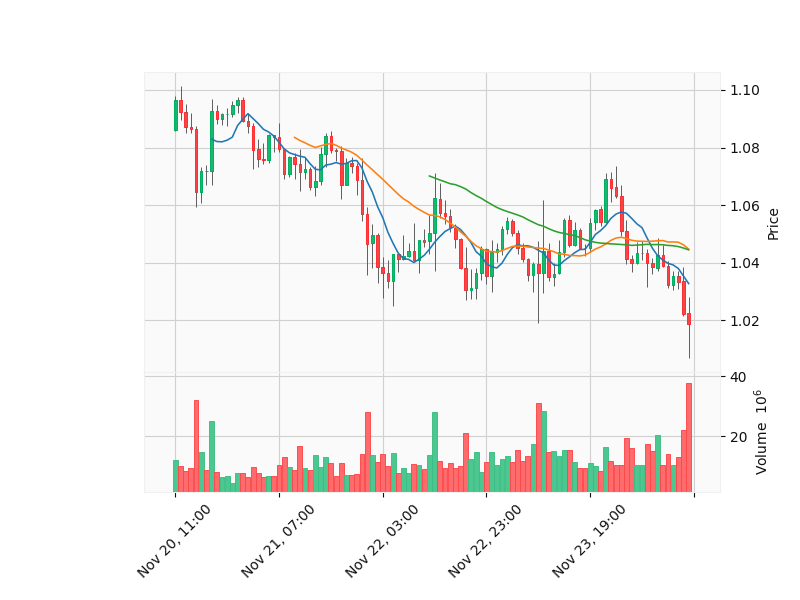 1.10
1.08
1.06
1.04
1.02
Price
40
20
Volume 10^6
Nov 20, 11:00
Nov 21, 07:00
Nov 22, 03:00
Nov 22, 23:00
Nov 23, 19:00